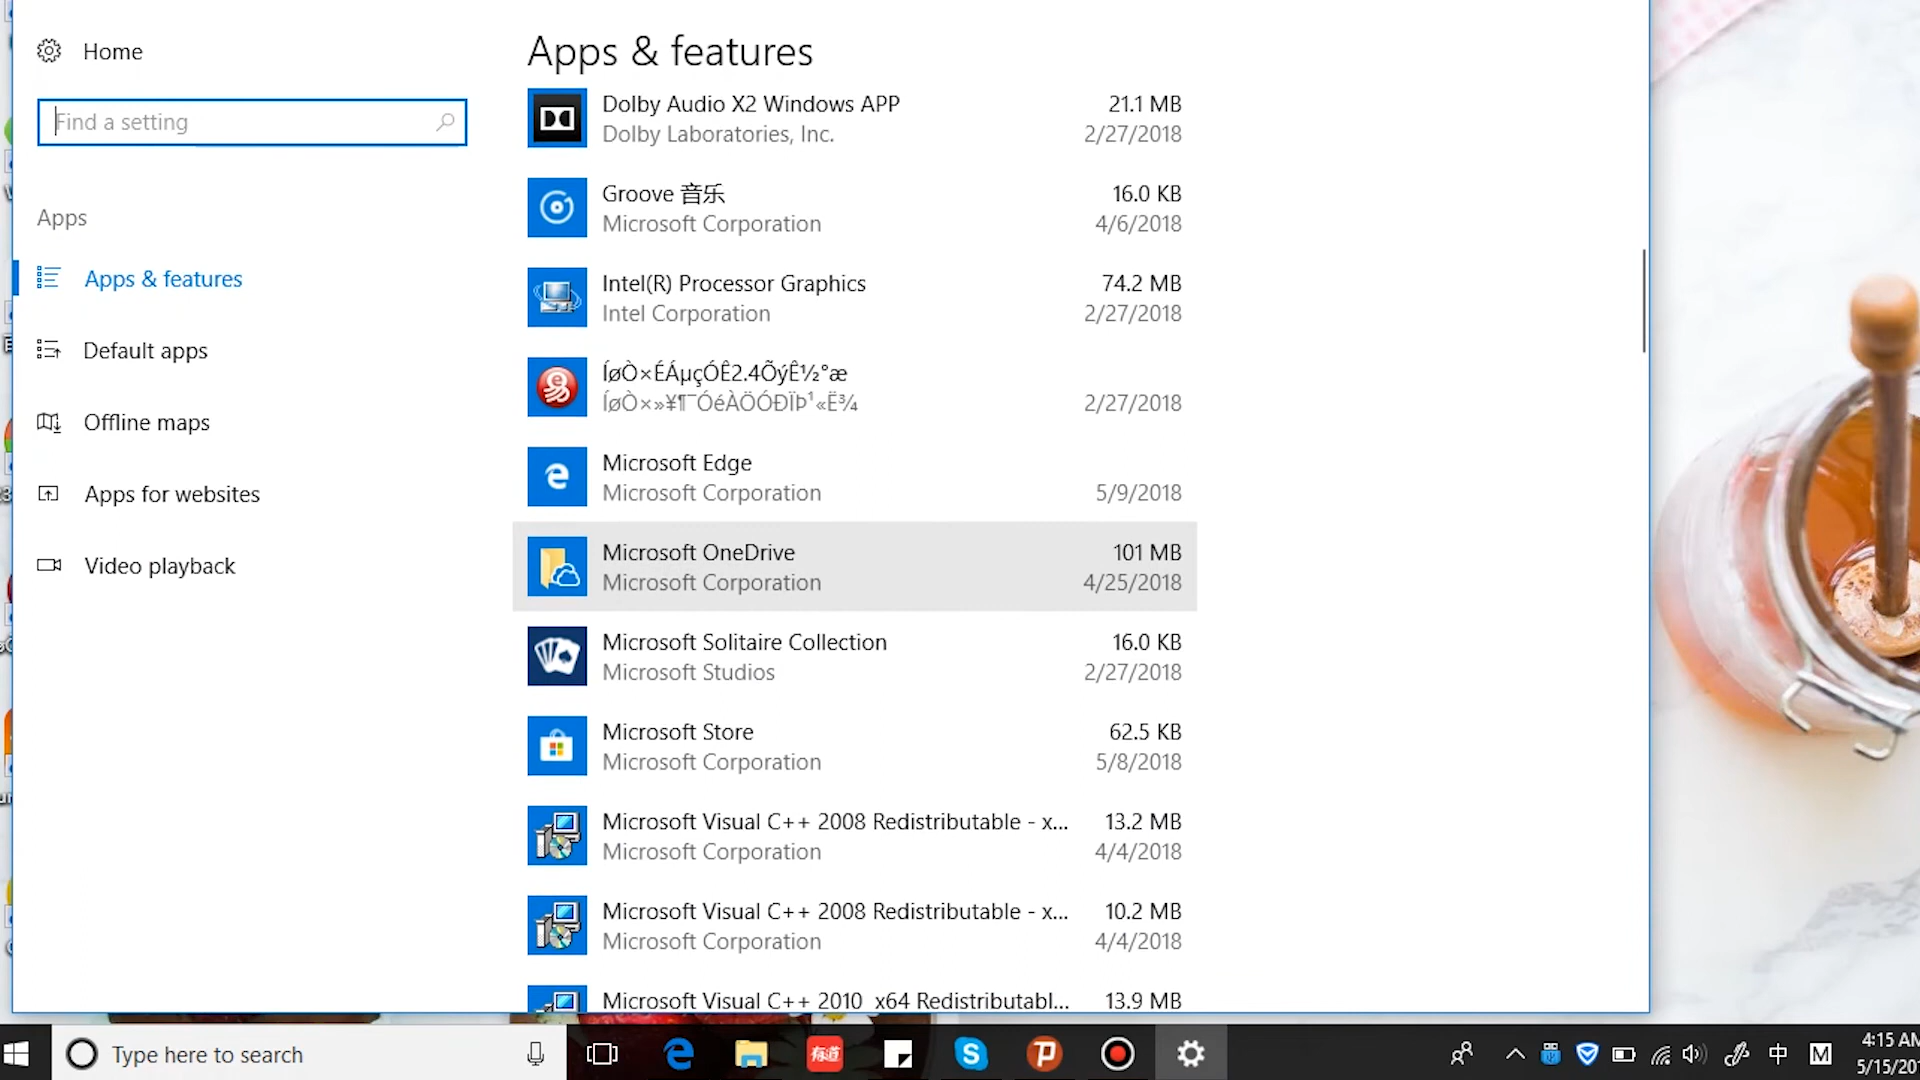 Home
Find a setting
Apps
Apps & features
Default apps
Offline maps
Apps for websites
Video playback
Apps & features
Dolby Audio X2 Windows APP 21.1 MB
Dolby Laboratories, Inc. 2/27/2018
Groove 音乐 16.0 KB
Microsoft Corporation 4/6/2018
Intel(R) Processor Graphics 74.2 MB
Intel Corporation 2/27/2018
ÍøÒ×ÉÁµçÓÊ2.4ÕýÊ½°æ
ÍøÒ×»¥¶¯ÓéÀÖÓÐÏÞ¹«Ë¾ 2/27/2018
Microsoft Edge
Microsoft Corporation 5/9/2018
Microsoft OneDrive 101 MB
Microsoft Corporation 4/25/2018
Microsoft Solitaire Collection 16.0 KB
Microsoft Studios 2/27/2018
Microsoft Store 62.5 KB
Microsoft Corporation 5/8/2018
Microsoft Visual C++ 2008 Redistributable - x... 13.2 MB
Microsoft Corporation 4/4/2018
Microsoft Visual C++ 2008 Redistributable - x... 10.2 MB
Microsoft Corporation 4/4/2018
Microsoft Visual C++ 2010 x64 Redistributabl... 13.9 MB
Type here to search
有道
中
M
4:15 AM
5/15/20